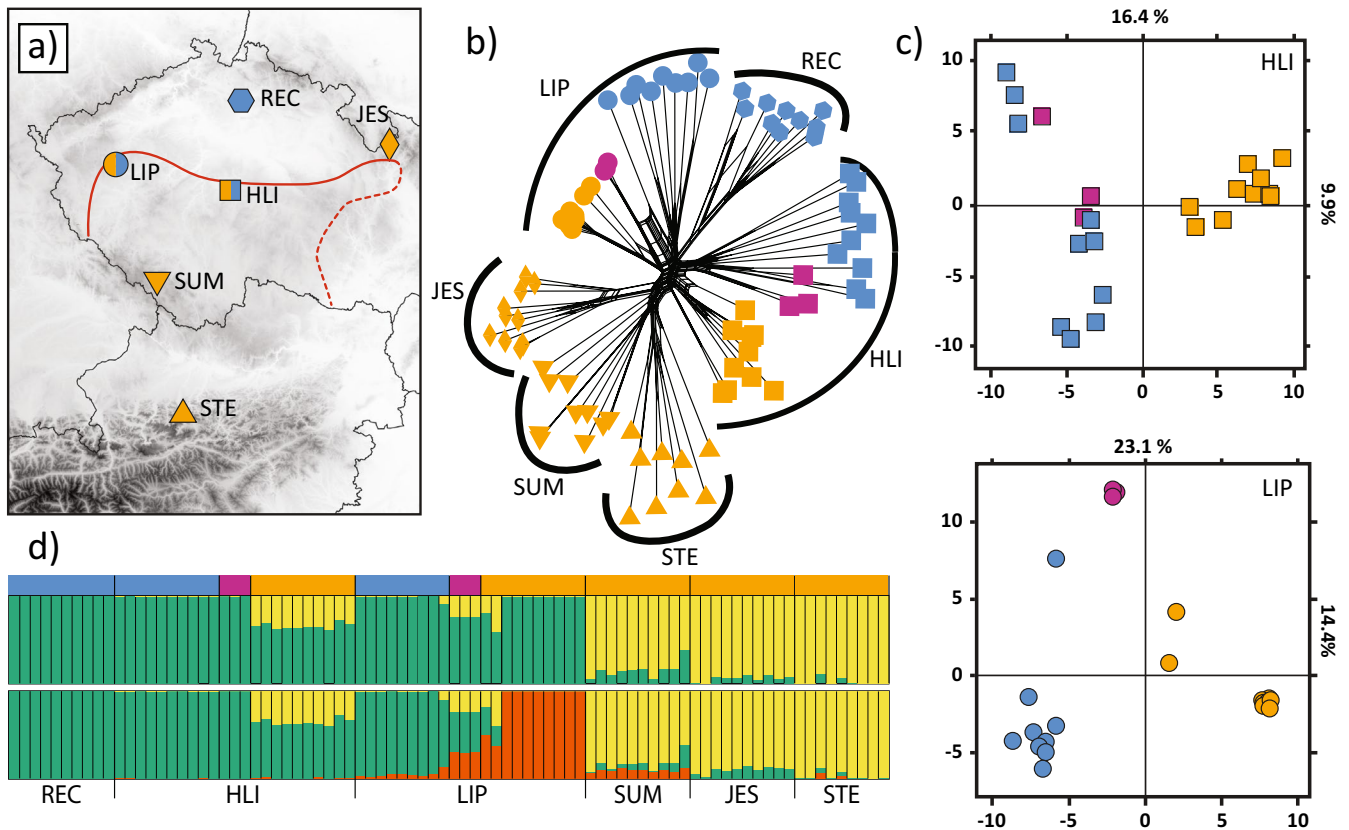 a)
REC
JES
LIP
HLI
SUM
STE
b)
LIP
REC
JES
HLI
SUM
STE
c)
16.4 %
HLI
10
5
0
-5
-10
9.9%
-10 -5 0 5 10
23.1 %
LIP
10
5
0
-5
14.4%
-10 -5 0 5 10
d)
REC HLI LIP SUM JES STE